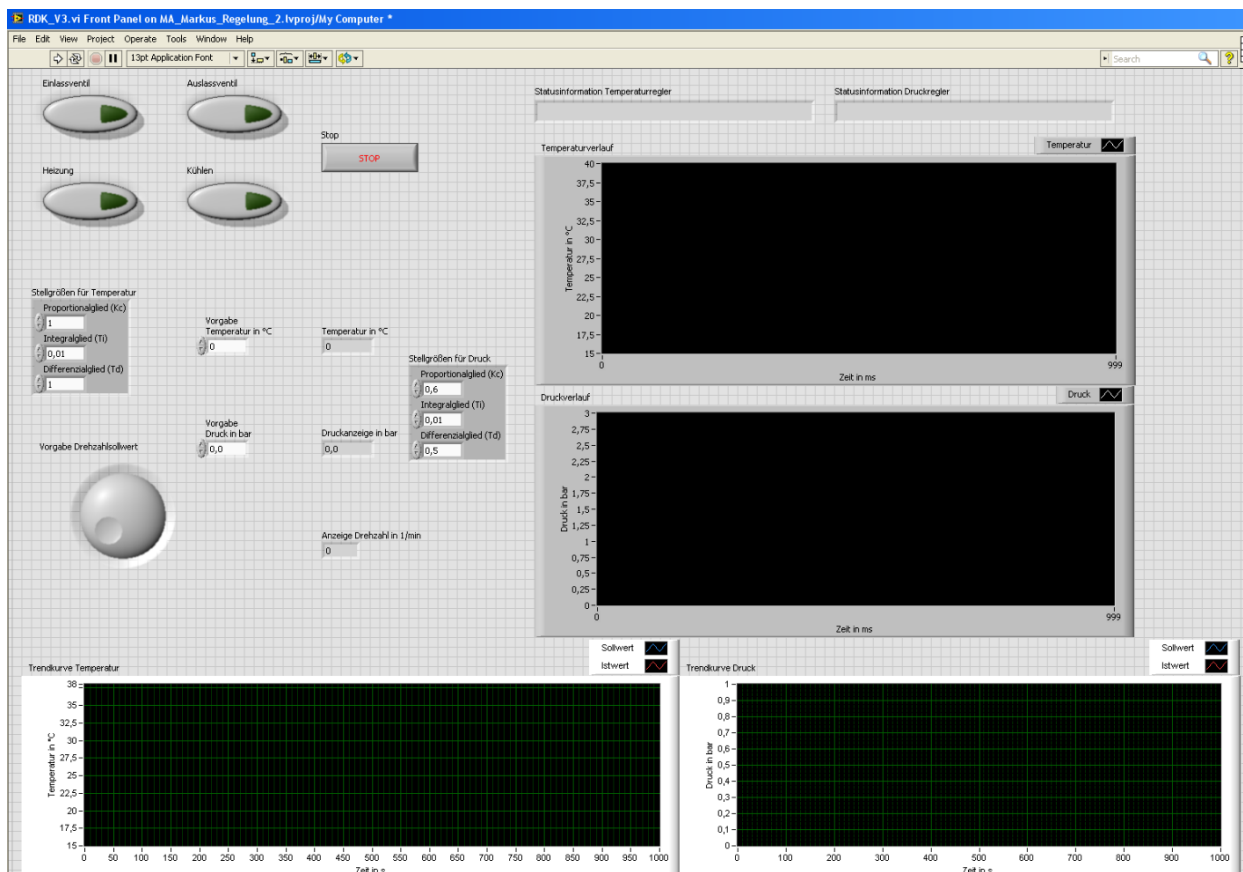 RDK_V3.vi Front Panel on MA_Markus_Regelung_2.lvproj/My Computer *
File Edit View Project Operate Tools Window Help
13pt Application Font
Search
?
Einlassventil
Auslassventil
Heizung
Kühlen
Stop
STOP
Statusinformation Temperaturregler
Statusinformation Druckregler
Temperaturverlauf
Temperatur
40
37,5
35
32,5
30
27,5
25
22,5
20
17,5
15
Temperatur in °C
0
999
Zeit in ms
Stellgrößen für Temperatur
Proportionalglied (Kc)
1
Integralglied (Ti)
0,01
Differenzialglied (Td)
1
Vorgabe
Temperatur in °C
0
Temperatur in °C
0
Stellgrößen für Druck
Proportionalglied (Kc)
0,6
Integralglied (Ti)
0,01
Differenzialglied (Td)
0,5
Vorgabe
Druck in bar
0,0
Druckanzeige in bar
0,0
Vorgabe Drehzahlsollwert
Anzeige Drehzahl in 1/min
0
Druckverlauf
Druck
3
2,75
2,5
2,25
2
1,75
1,5
1,25
1
0,75
0,5
0,25
0
Druck in bar
0
999
Zeit in ms
Trendkurve Temperatur
Sollwert
Istwert
38
35
32,5
30
27,5
25
22,5
20
17,5
15
Temperatur in °C
0 50 100 150 200 250 300 350 400 450 500 550 600 650 700 750 800 850 900 950 1000
Zeit in s
Trendkurve Druck
Sollwert
Istwert
1
0,9
0,8
0,7
0,6
0,5
0,4
0,3
0,2
0,1
0
Druck in bar
0 100 200 300 400 500 600 700 800 900 1000
Zeit in s